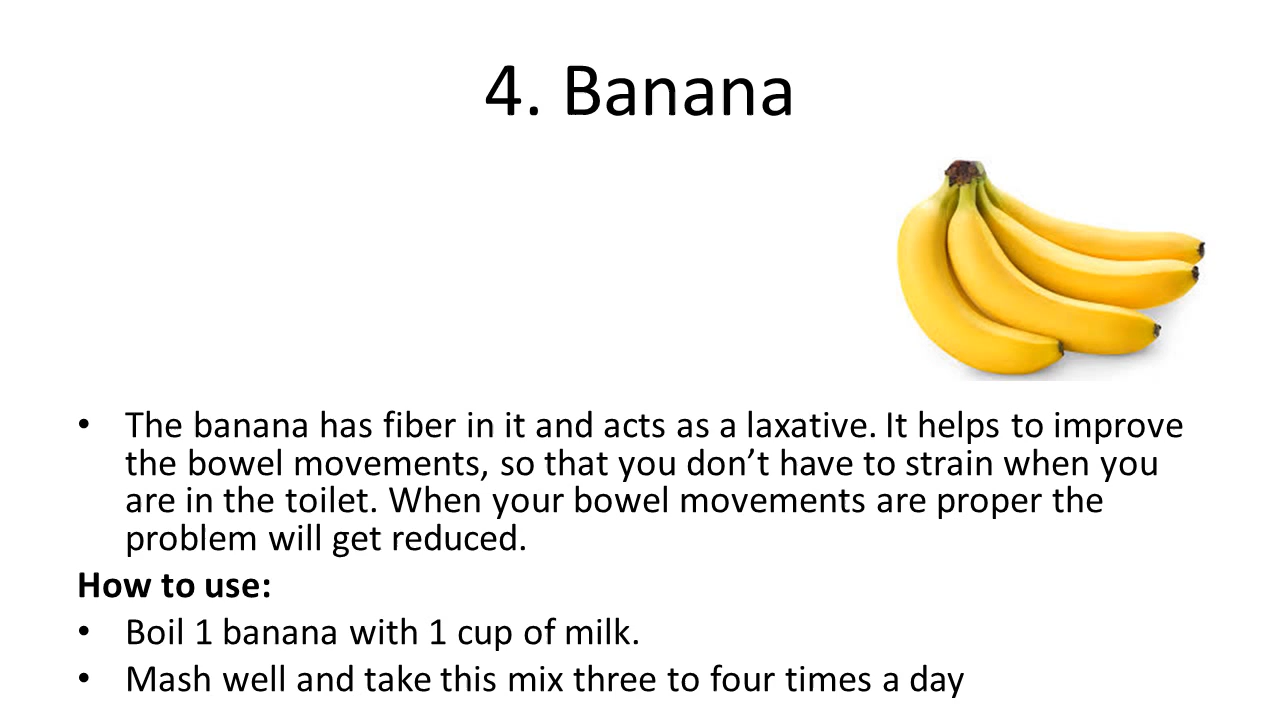 4. Banana
• The banana has fiber in it and acts as a laxative. It helps to improve
the bowel movements, so that you don’t have to strain when you
are in the toilet. When your bowel movements are proper the
problem will get reduced.
How to use:
• Boil 1 banana with 1 cup of milk.
• Mash well and take this mix three to four times a day